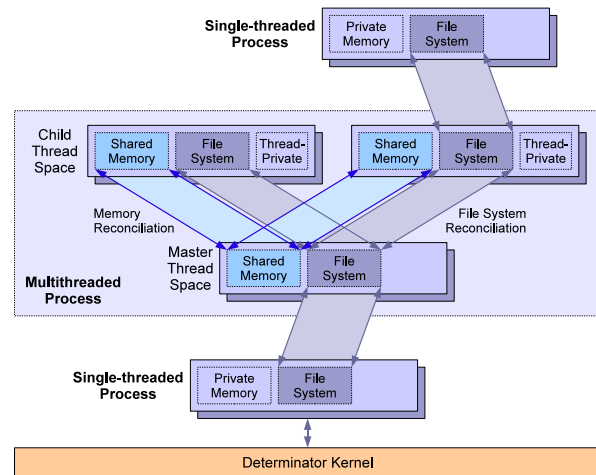 Single-threaded
Process
Private
Memory
File
System
Child
Thread
Space
Shared
Memory
File
System
Thread-
Private
Shared
Memory
File
System
Thread-
Private
Memory
Reconciliation
File System
Reconciliation
Master
Thread
Space
Shared
Memory
File
System
Multithreaded
Process
Single-threaded
Process
Private
Memory
File
System
Determinator Kernel